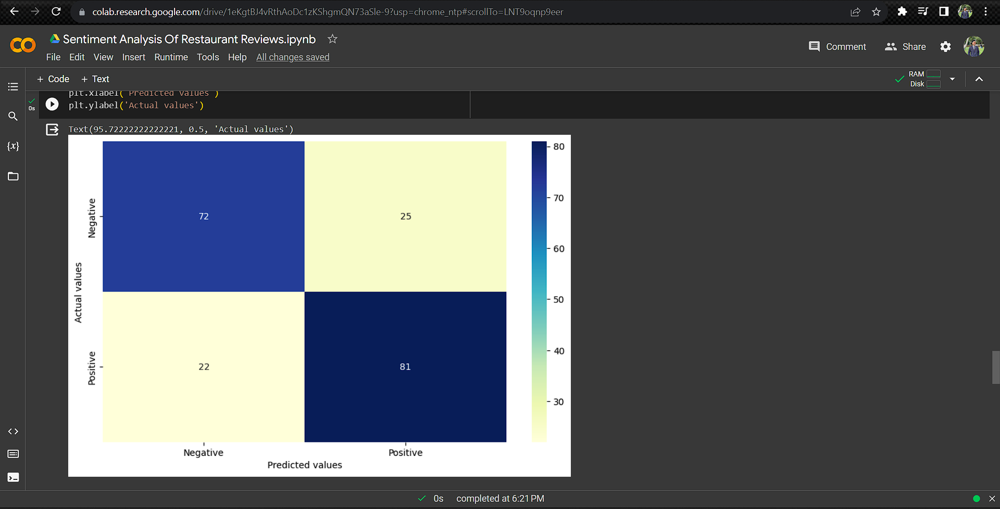 colab.research.google.com/drive/1eKgtBJ4vRthAoDc1zKShgmQN73aSle-9?usp=chrome_ntp#scrollTo=LNT9oqnp9eer
CO
Sentiment Analysis Of Restaurant Reviews.ipynb
File Edit View Insert Runtime Tools Help All changes saved
Comment Share
+ Code + Text
RAM
Disk
plt.xlabel('Predicted values')
0s
plt.ylabel('Actual values')
{x}
Text(95.72222222222221, 0.5, 'Actual values')
80
70
60
50
40
30
72 25
22 81
Negative
Positive
Actual values
Negative Positive
Predicted values
0s completed at 6:21 PM